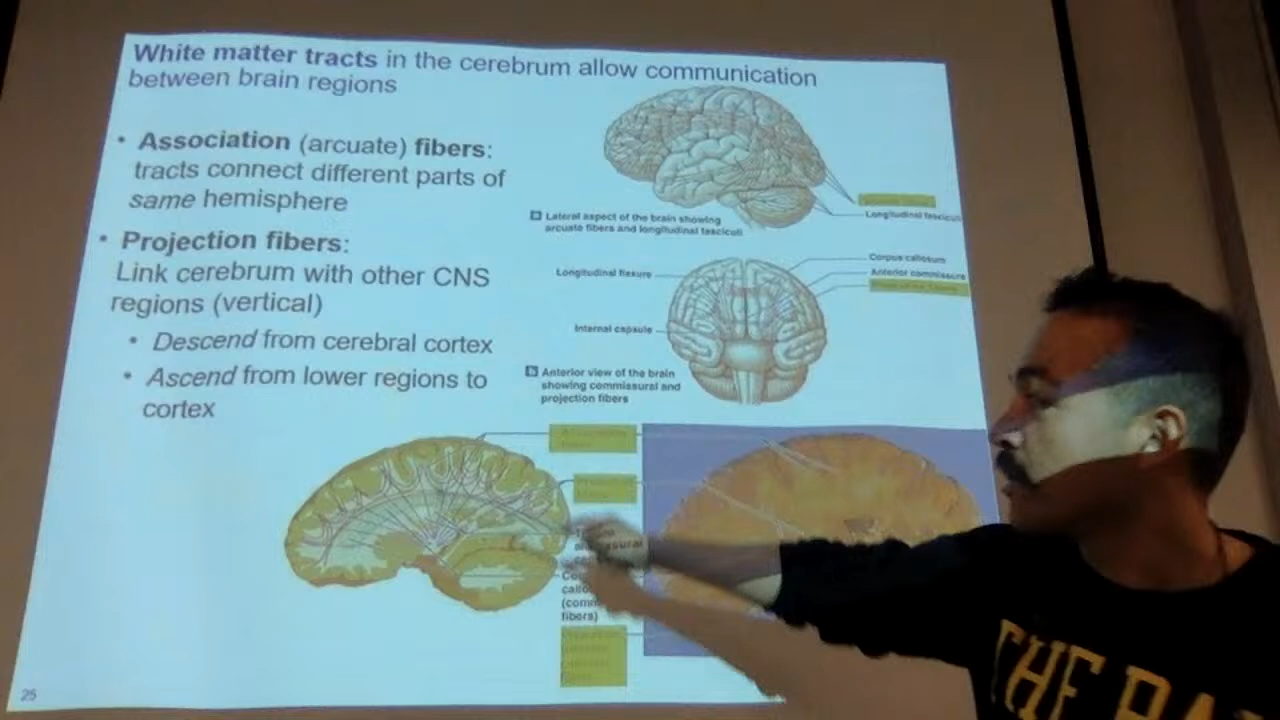 White matter tracts in the cerebrum allow communication
between brain regions
• Association (arcuate) fibers:
tracts connect different parts of
same hemisphere
• Projection fibers:
Link cerebrum with other CNS
regions (vertical)
• Descend from cerebral cortex
• Ascend from lower regions to
cortex
Longitudinal fasciculi
a Lateral aspect of the brain showing
arcuate fibers and longitudinal fasciculi
Corpus callosum
Longitudinal fissure
Anterior commissure
Internal capsule
b Anterior view of the brain
showing commissural and
projection fibers
fibers)
25
THE